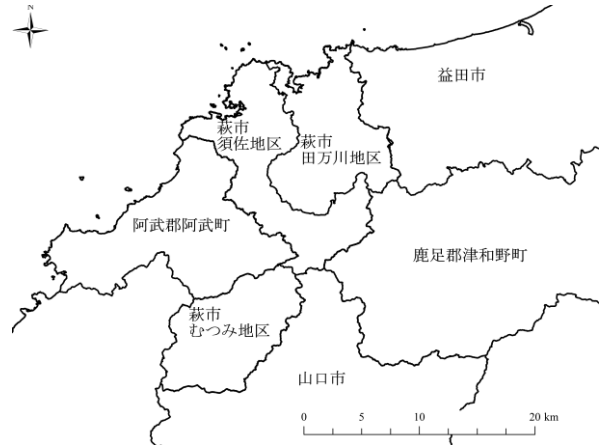 N
益田市
萩市
須佐地区
萩市
田万川地区
阿武郡阿武町
鹿足郡津和野町
萩市
むつみ地区
山口市
0 5 10 20 km